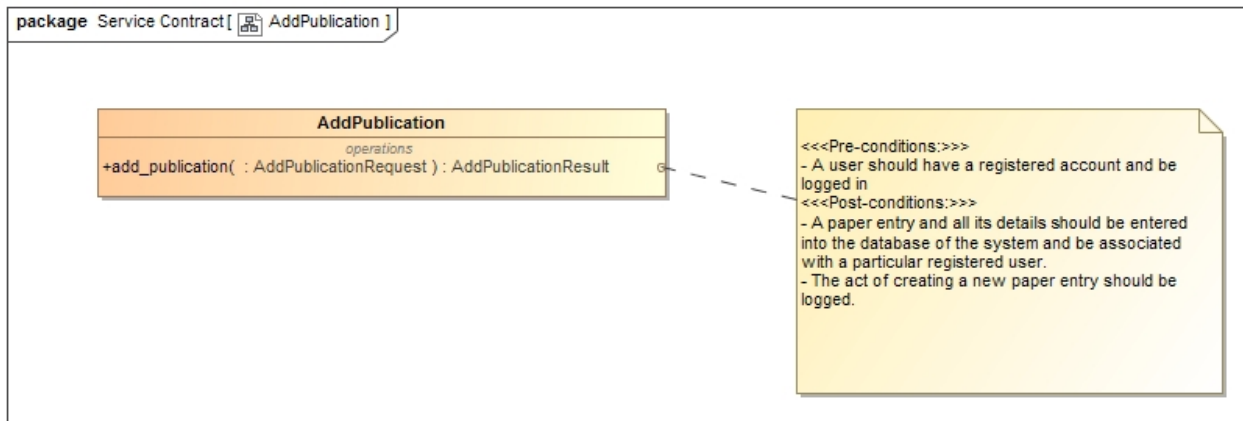 package Service Contract[ AddPublication ]
AddPublication
operations
+add_publication( : AddPublicationRequest ) : AddPublicationResult
<<<Pre-conditions:>>>
- A user should have a registered account and be
logged in
<<<Post-conditions:>>>
- A paper entry and all its details should be entered
into the database of the system and be associated
with a particular registered user.
- The act of creating a new paper entry should be
logged.